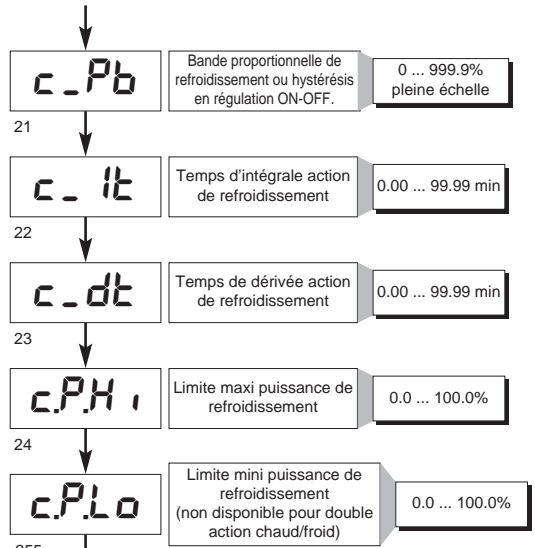 c_Pb
Bande proportionnelle de
refroidissement ou hystérésis
en régulation ON-OFF.
0 ... 999.9%
pleine échelle
21
c_It
Temps d'intégrale action
de refroidissement
0.00 ... 99.99 min
22
c_dt
Temps de dérivée action
de refroidissement
0.00 ... 99.99 min
23
c.P.Hi
Limite maxi puissance de
refroidissement
0.0 ... 100.0%
24
c.P.Lo
Limite mini puissance de
refroidissement
(non disponible pour double
action chaud/froid)
0.0 ... 100.0%